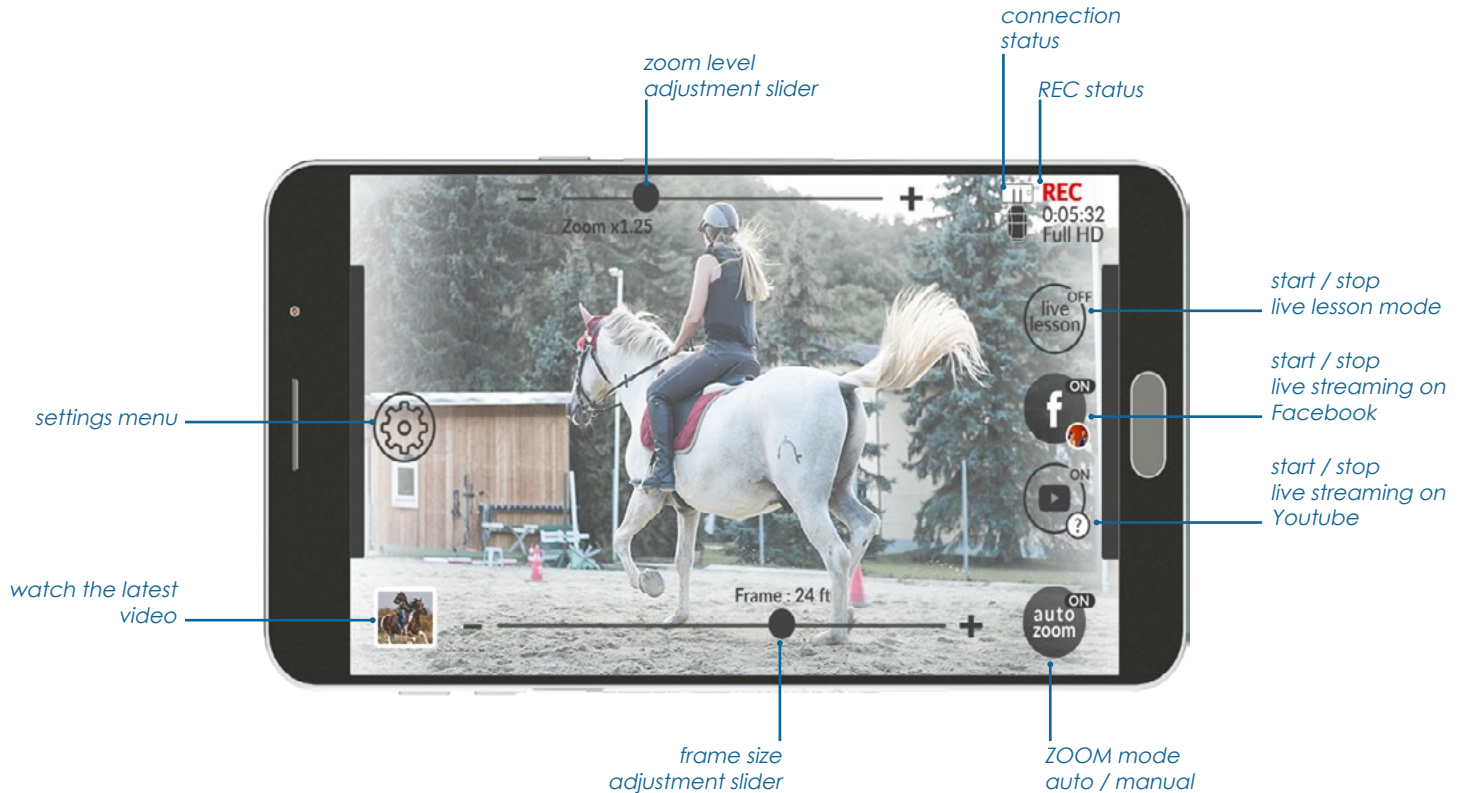 connection
status
zoom level
adjustment slider
REC status
REC
0:05:32
Full HD
Zoom x1.25
OFF
live
lesson
start / stop
live lesson mode
ON
f
start / stop
live streaming on
Facebook
settings menu
ON
?
start / stop
live streaming on
Youtube
watch the latest
video
Frame : 24 ft
ON
auto
zoom
frame size
adjustment slider
ZOOM mode
auto / manual